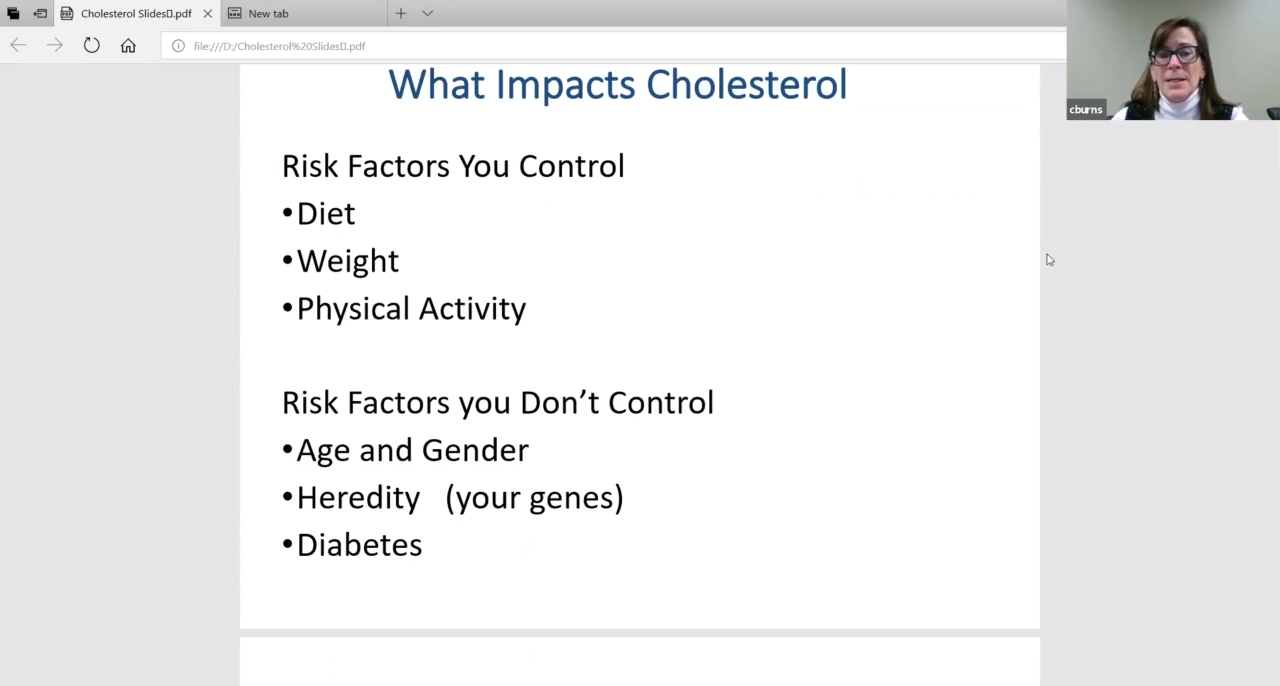 Cholesterol Slides▯.pdf
New tab
file:///D:/Cholesterol%20Slides▯.pdf
cburns
What Impacts Cholesterol
Risk Factors You Control
•Diet
•Weight
•Physical Activity
Risk Factors you Don’t Control
•Age and Gender
•Heredity (your genes)
•Diabetes